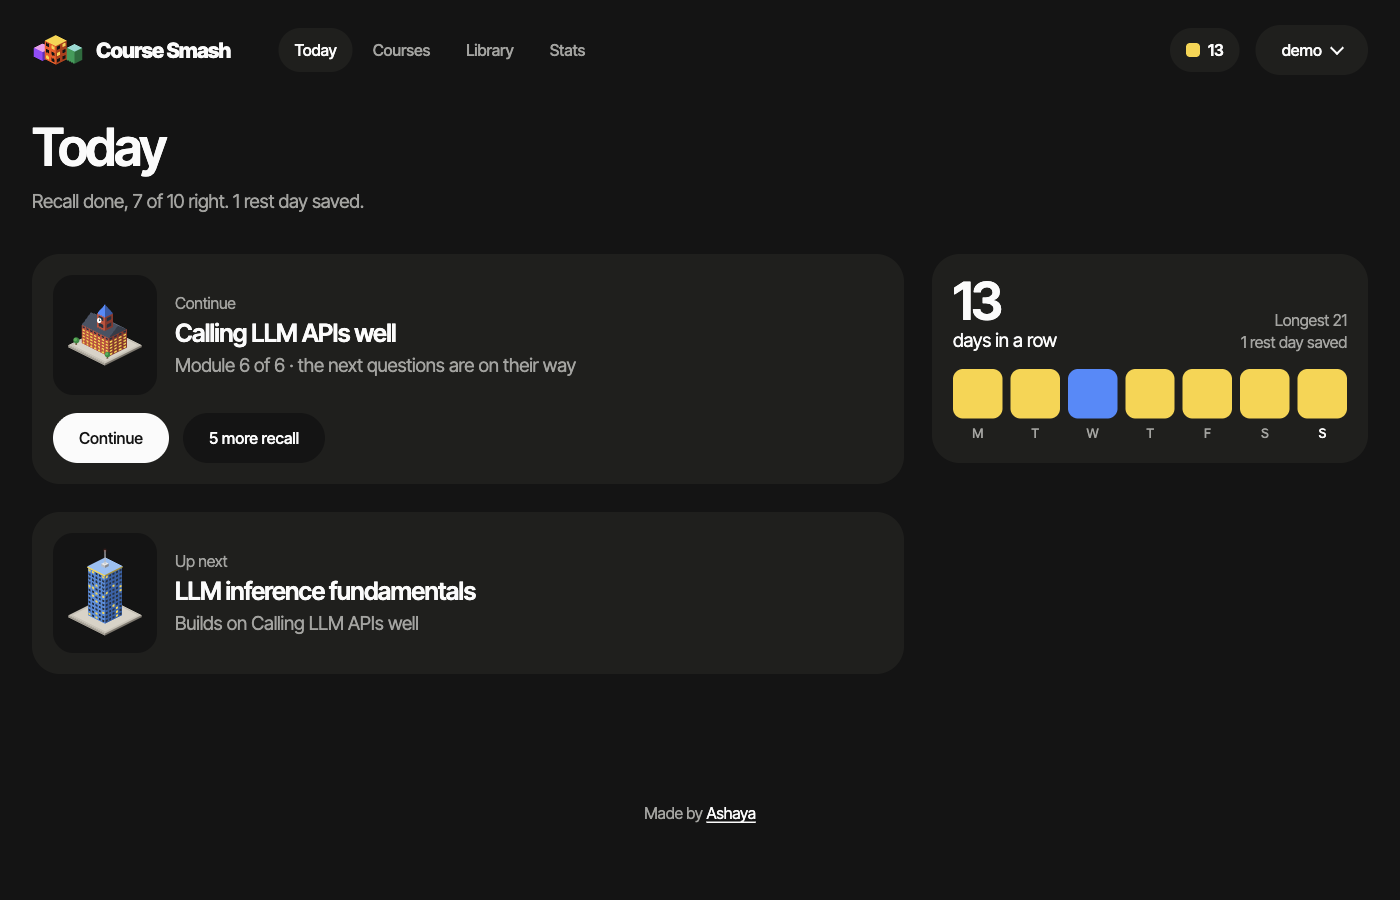 Course Smash
Today
Courses
Library
Stats
13
demo
Today
Recall done, 7 of 10 right. 1 rest day saved.
Continue
Calling LLM APIs well
Module 6 of 6 · the next questions are on their way
Continue
5 more recall
13
days in a row
Longest 21
1 rest day saved
M T W T F S S
Up next
LLM inference fundamentals
Builds on Calling LLM APIs well
Made by Ashaya